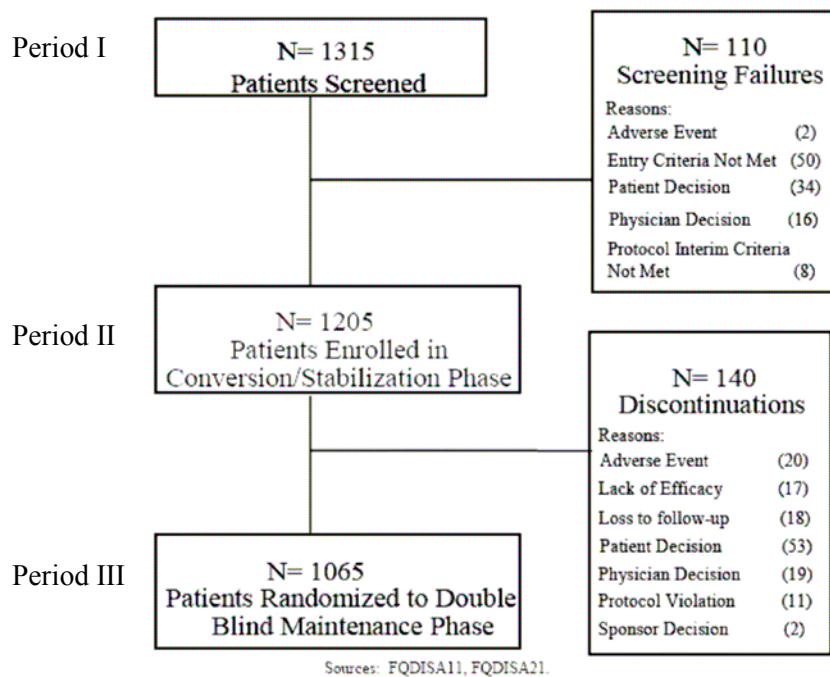 Period I
N= 1315
Patients Screened
N= 110
Screening Failures
Reasons:
Adverse Event (2)
Entry Criteria Not Met (50)
Patient Decision (34)
Physician Decision (16)
Protocol Interim Criteria
Not Met (8)
Period II
N= 1205
Patients Enrolled in
Conversion/Stabilization Phase
N= 140
Discontinuations
Reasons:
Adverse Event (20)
Lack of Efficacy (17)
Loss to follow-up (18)
Patient Decision (53)
Physician Decision (19)
Protocol Violation (11)
Sponsor Decision (2)
Period III
N= 1065
Patients Randomized to Double
Blind Maintenance Phase
Sources: FQDISA11, FQDISA21.